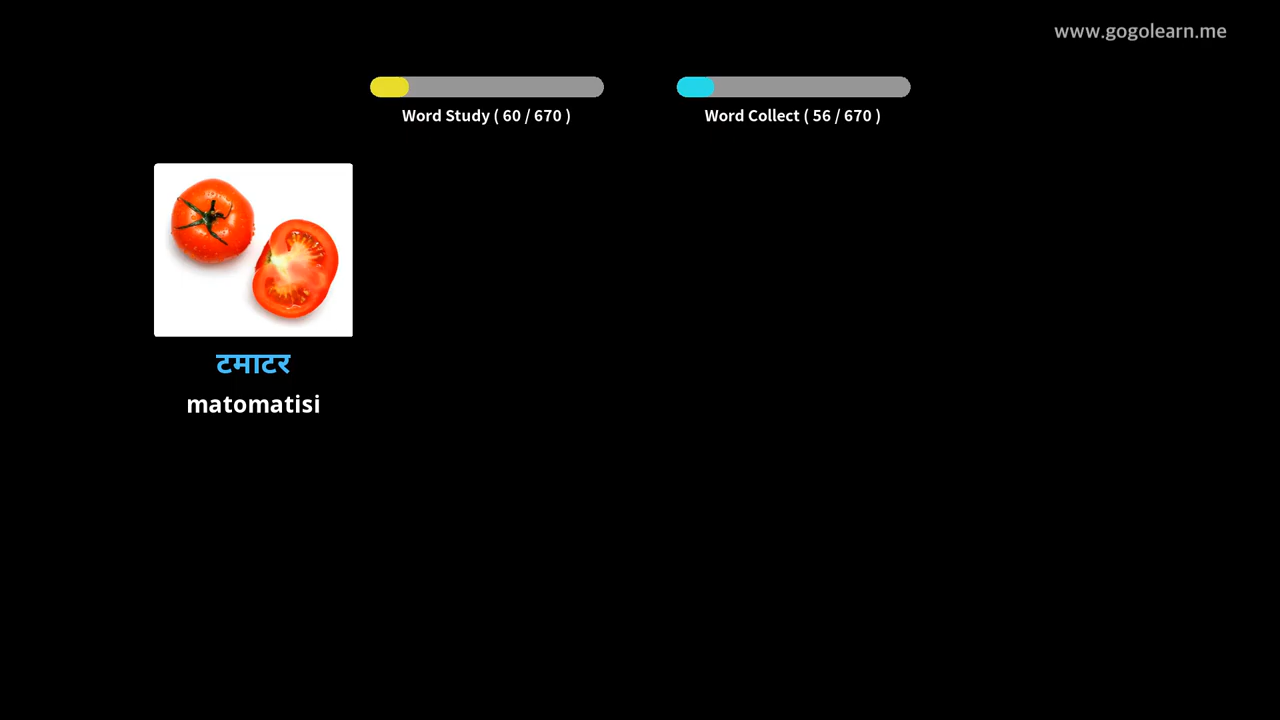 www.gogolearn.me
Word Study ( 60 / 670 )
Word Collect ( 56 / 670 )
टमाटर
matomatisi